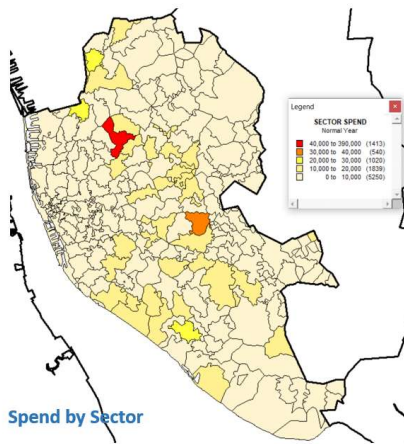 Legend
SECTOR SPEND
Normal Year
40,000 to 390,000 (1413)
30,000 to 40,000 (540)
20,000 to 30,000 (1020)
10,000 to 20,000 (1839)
0 to 10,000 (5250)
Spend by Sector